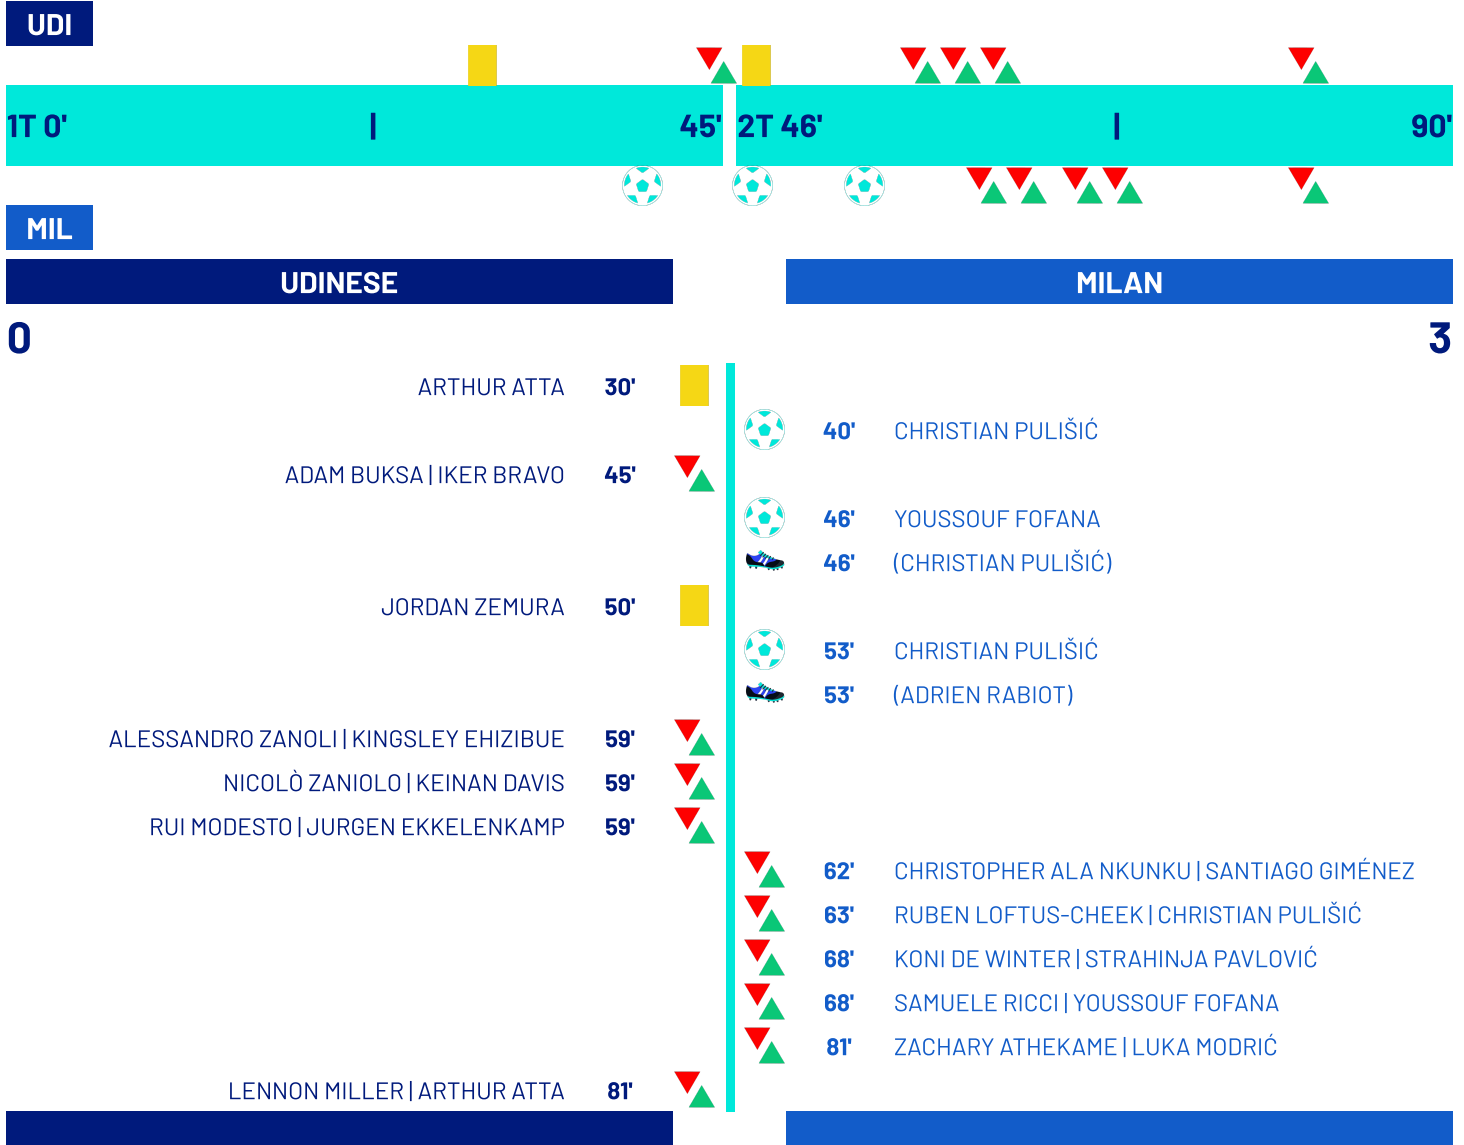 UDI
1T 0' | 45' 2T 46' | 90'
MIL
UDINESE MILAN
0 3
ARTHUR ATTA 30'
40' CHRISTIAN PULIŠIĆ
ADAM BUKSA | IKER BRAVO 45'
46' YOUSSOUF FOFANA
46' (CHRISTIAN PULIŠIĆ)
JORDAN ZEMURA 50'
53' CHRISTIAN PULIŠIĆ
53' (ADRIEN RABIOT)
ALESSANDRO ZANOLI | KINGSLEY EHIZIBUE 59'
NICOLÒ ZANIOLO | KEINAN DAVIS 59'
RUI MODESTO | JURGEN EKKELENKAMP 59'
62' CHRISTOPHER ALA NKUNKU | SANTIAGO GIMÉNEZ
63' RUBEN LOFTUS-CHEEK | CHRISTIAN PULIŠIĆ
68' KONI DE WINTER | STRAHINJA PAVLOVIĆ
68' SAMUELE RICCI | YOUSSOUF FOFANA
81' ZACHARY ATHEKAME | LUKA MODRIĆ
LENNON MILLER | ARTHUR ATTA 81'